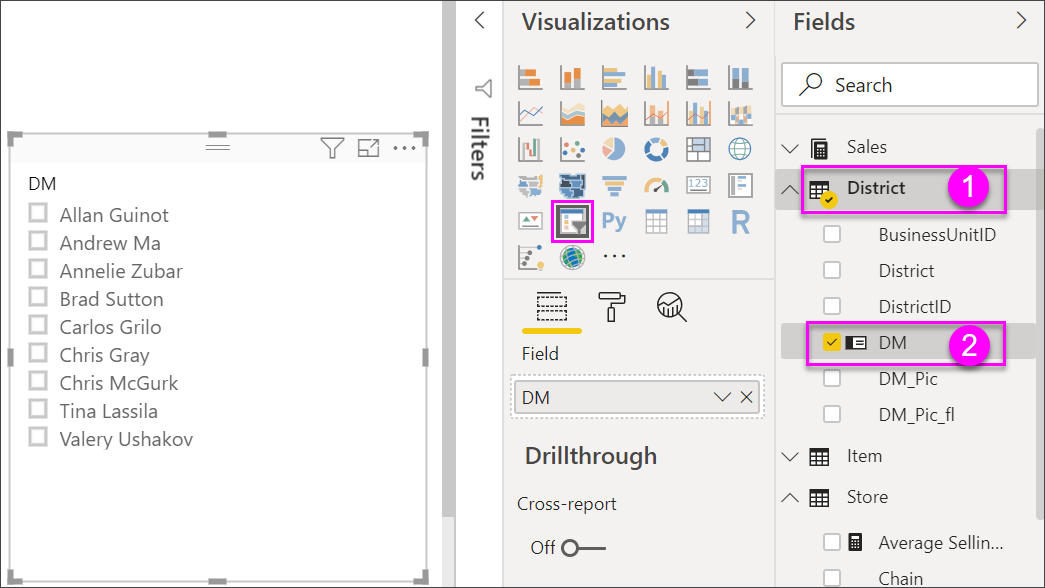 DM
Allan Guinot
Andrew Ma
Annelie Zubar
Brad Sutton
Carlos Grilo
Chris Gray
Chris McGurk
Tina Lassila
Valery Ushakov
Filters
Visualizations
123
Py
R
Field
DM
Drillthrough
Cross-report
Off
Fields
Search
Sales
District 1
BusinessUnitID
District
DistrictID
DM 2
DM_Pic
DM_Pic_fl
Item
Store
Average Sellin...
Chain